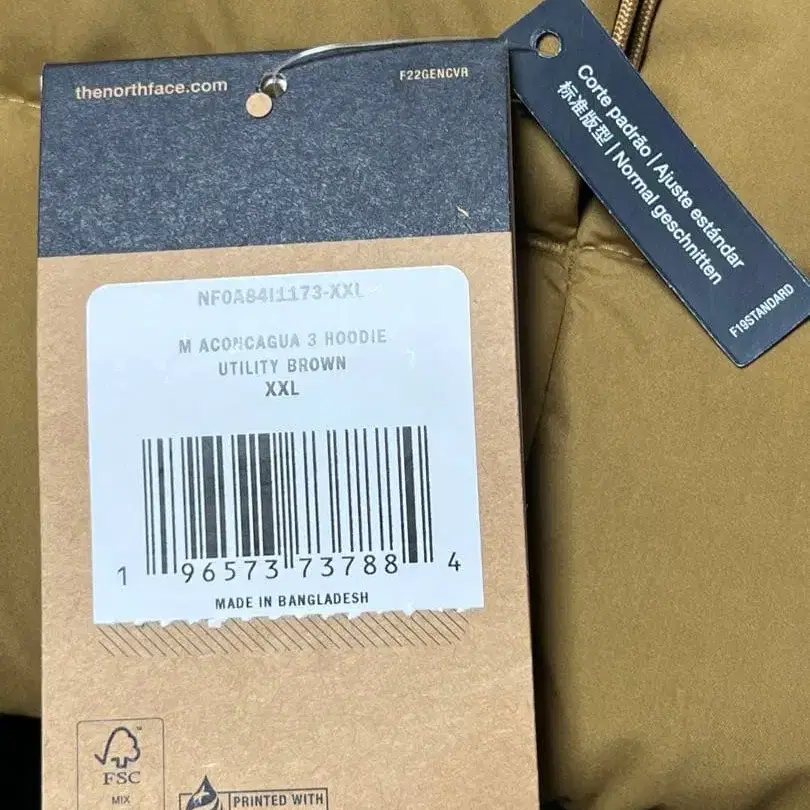 thenorthface.com
F22GENCVR
NF0A84I1173-XXL
M ACONCAGUA 3 HOODIE
UTILITY BROWN
XXL
1 96573 73788 4
MADE IN BANGLADESH
FSC
MIX
PRINTED WITH
Corte padrão | Ajuste estándar
标准版型 | Normal geschnitten
F19STANDARD